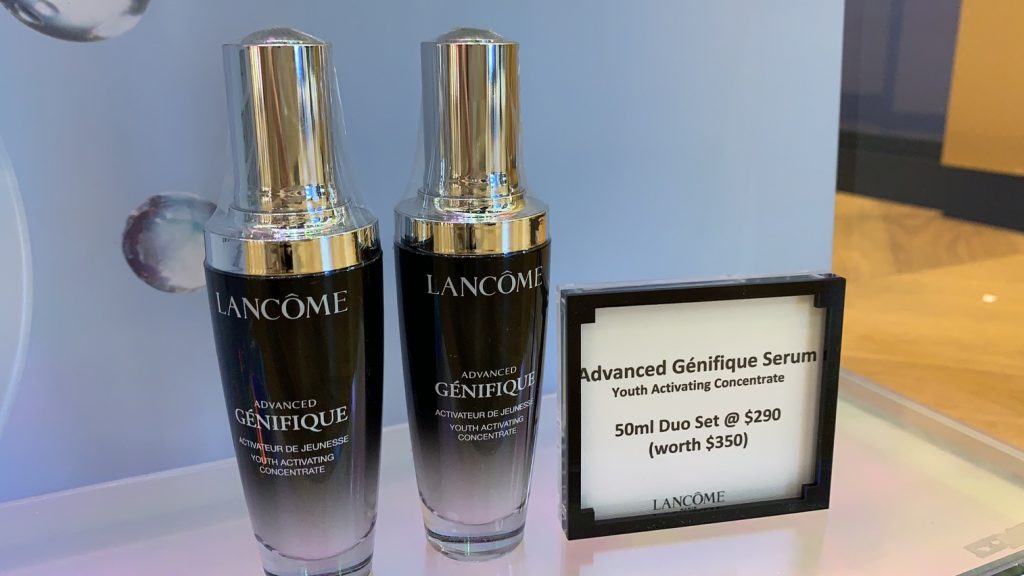 LANCÔME
ADVANCED
GÉNIFIQUE
ACTIVATEUR DE JEUNESSE
YOUTH ACTIVATING
CONCENTRATE
LANCÔME
ADVANCED
GÉNIFIQUE
ACTIVATEUR DE JEUNESSE
YOUTH ACTIVATING
CONCENTRATE
Advanced Génifique Serum
Youth Activating Concentrate
50ml Duo Set @ $290
(worth $350)
LANCÔME